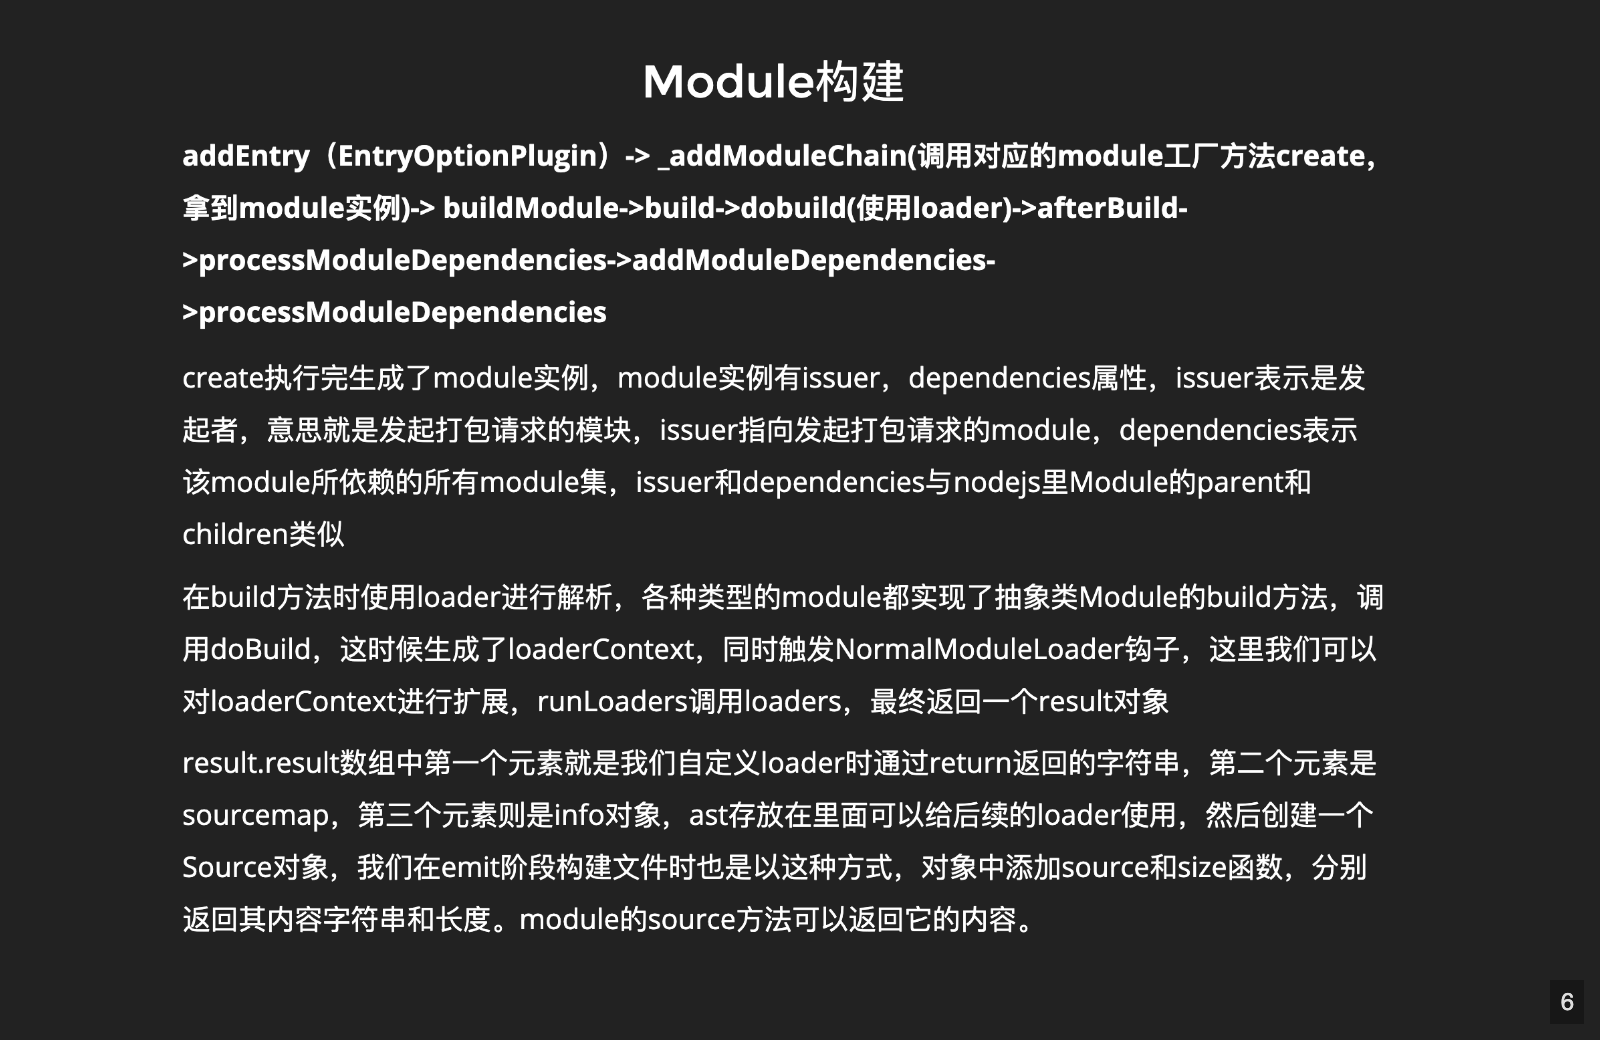 Module构建
addEntry（EntryOptionPlugin）-> _addModuleChain(调用对应的module工厂方法create，
拿到module实例)-> buildModule->build->dobuild(使用loader)->afterBuild-
>processModuleDependencies->addModuleDependencies-
>processModuleDependencies
create执行完生成了module实例，module实例有issuer，dependencies属性，issuer表示是发
起者，意思就是发起打包请求的模块，issuer指向发起打包请求的module，dependencies表示
该module所依赖的所有module集，issuer和dependencies与nodejs里Module的parent和
children类似
在build方法时使用loader进行解析，各种类型的module都实现了抽象类Module的build方法，调
用doBuild，这时候生成了loaderContext，同时触发NormalModuleLoader钩子，这里我们可以
对loaderContext进行扩展，runLoaders调用loaders，最终返回一个result对象
result.result数组中第一个元素就是我们自定义loader时通过return返回的字符串，第二个元素是
sourcemap，第三个元素则是info对象，ast存放在里面可以给后续的loader使用，然后创建一个
Source对象，我们在emit阶段构建文件时也是以这种方式，对象中添加source和size函数，分别
返回其内容字符串和长度。module的source方法可以返回它的内容。
6